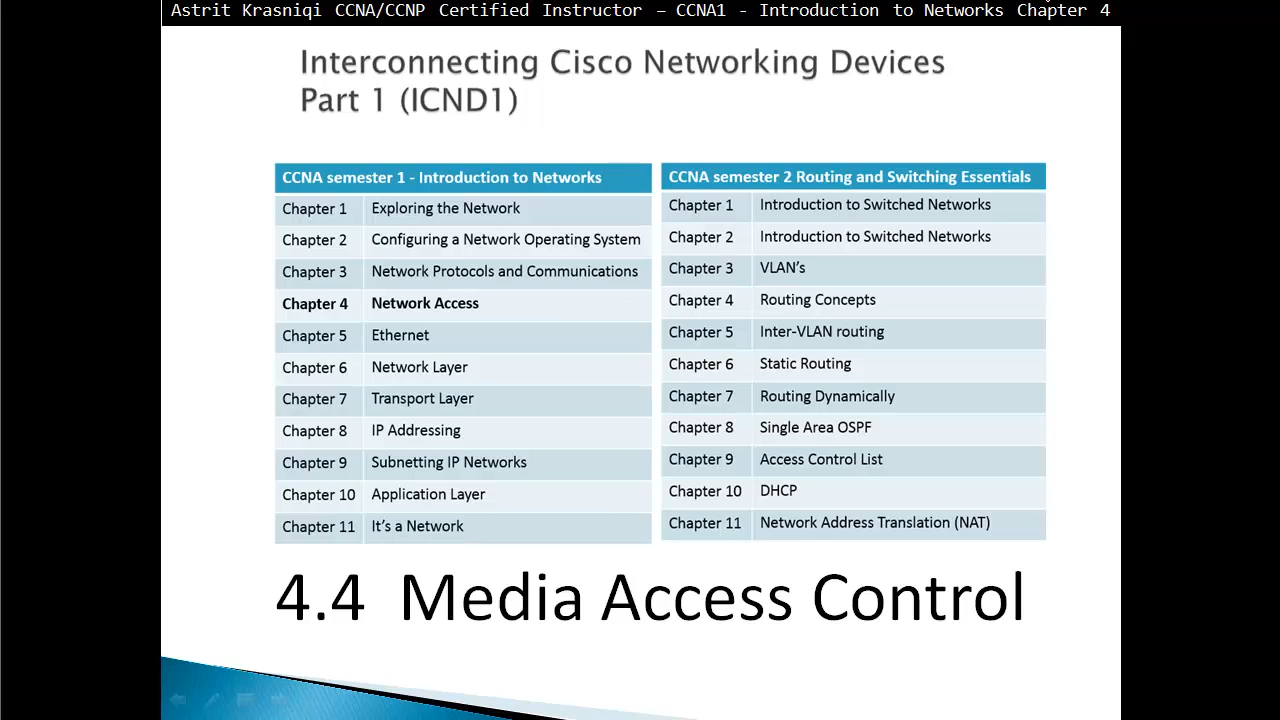 Astrit Krasniqi CCNA/CCNP Certified Instructor – CCNA1 - Introduction to Networks Chapter 4
Interconnecting Cisco Networking Devices
Part 1 (ICND1)
CCNA semester 1 - Introduction to Networks
Chapter 1 Exploring the Network
Chapter 2 Configuring a Network Operating System
Chapter 3 Network Protocols and Communications
Chapter 4 Network Access
Chapter 5 Ethernet
Chapter 6 Network Layer
Chapter 7 Transport Layer
Chapter 8 IP Addressing
Chapter 9 Subnetting IP Networks
Chapter 10 Application Layer
Chapter 11 It’s a Network
CCNA semester 2 Routing and Switching Essentials
Chapter 1 Introduction to Switched Networks
Chapter 2 Introduction to Switched Networks
Chapter 3 VLAN’s
Chapter 4 Routing Concepts
Chapter 5 Inter-VLAN routing
Chapter 6 Static Routing
Chapter 7 Routing Dynamically
Chapter 8 Single Area OSPF
Chapter 9 Access Control List
Chapter 10 DHCP
Chapter 11 Network Address Translation (NAT)
4.4 Media Access Control